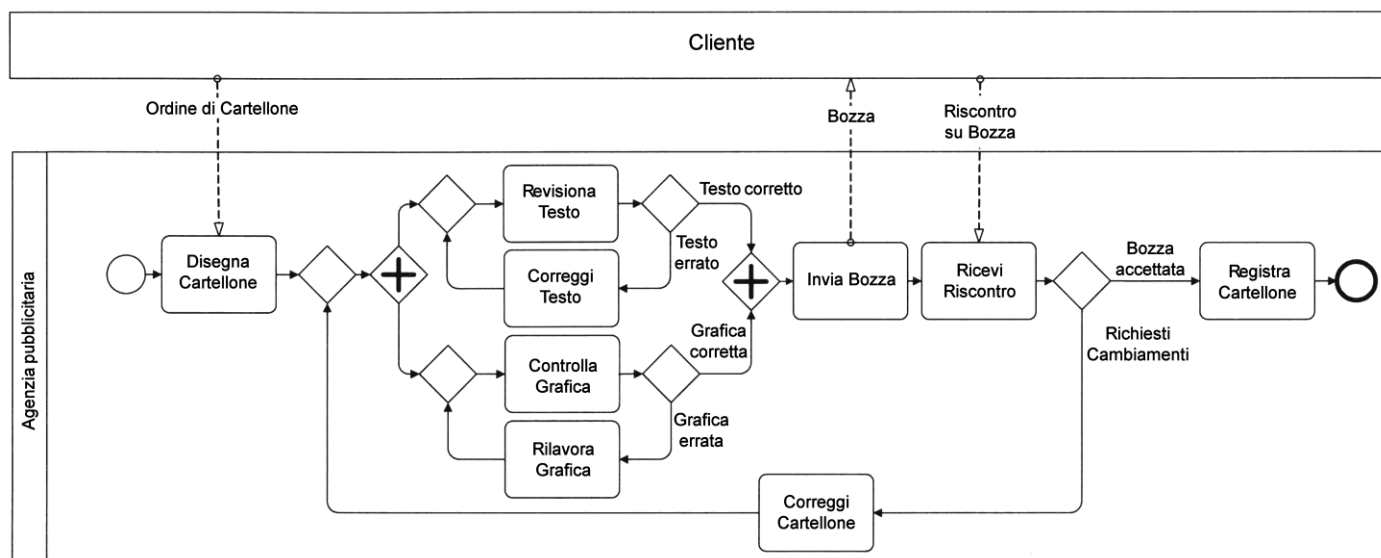 Cliente
Ordine di Cartellone
Bozza
Riscontro
su Bozza
Agenzia pubblicitaria
Disegna
Cartellone
Revisiona
Testo
Testo corretto
Testo
errato
Correggi
Testo
Controlla
Grafica
Grafica
corretta
Grafica
errata
Rilavora
Grafica
Invia Bozza
Ricevi
Riscontro
Bozza
accettata
Registra
Cartellone
Richiesti
Cambiamenti
Correggi
Cartellone